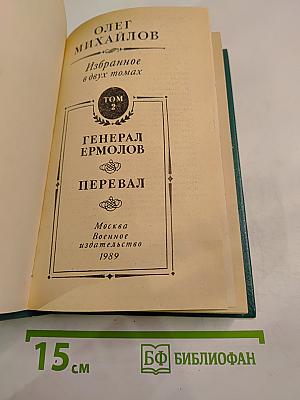 ОЛЕГ
МИХАЙЛОВ
Избранное
в двух томах
ТОМ
2
ГЕНЕРАЛ
ЕРМОЛОВ
ПЕРЕВАЛ
Москва
Военное
издательство
1989
15 см
БФ БИБЛИОФАН